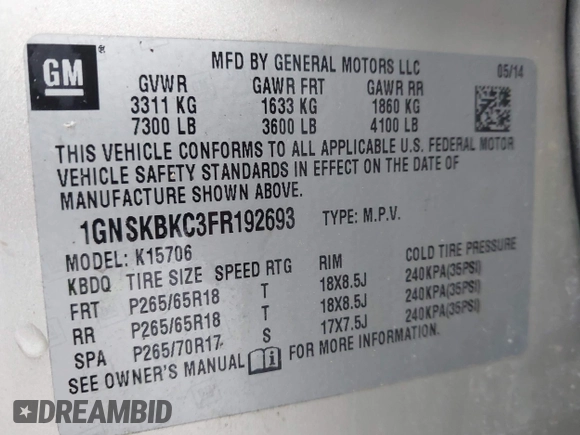 GM
MFD BY GENERAL MOTORS LLC 05/14
GVWR GAWR FRT GAWR RR
3311 KG 1633 KG 1860 KG
7300 LB 3600 LB 4100 LB
THIS VEHICLE CONFORMS TO ALL APPLICABLE U.S. FEDERAL MOTOR
VEHICLE SAFETY STANDARDS IN EFFECT ON THE DATE OF
MANUFACTURE SHOWN ABOVE.
1GNSKBKC3FR192693 TYPE: M.P.V.
MODEL: K15706
KBDQ TIRE SIZE SPEED RTG RIM COLD TIRE PRESSURE
FRT P265/65R18 T 18X8.5J 240KPA(35PSI)
RR P265/65R18 T 18X8.5J 240KPA(35PSI)
SPA P265/70R17 S 17X7.5J 240KPA(35PSI)
SEE OWNER'S MANUAL i FOR MORE INFORMATION.
DREAMBID